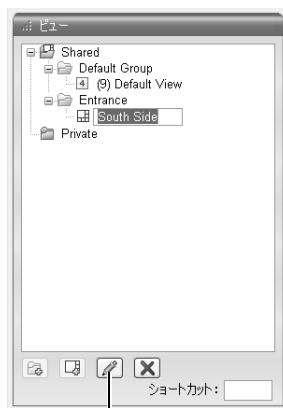 ビュー
Shared
Default Group
4 (9) Default View
Entrance
South Side
Private
ショートカット: